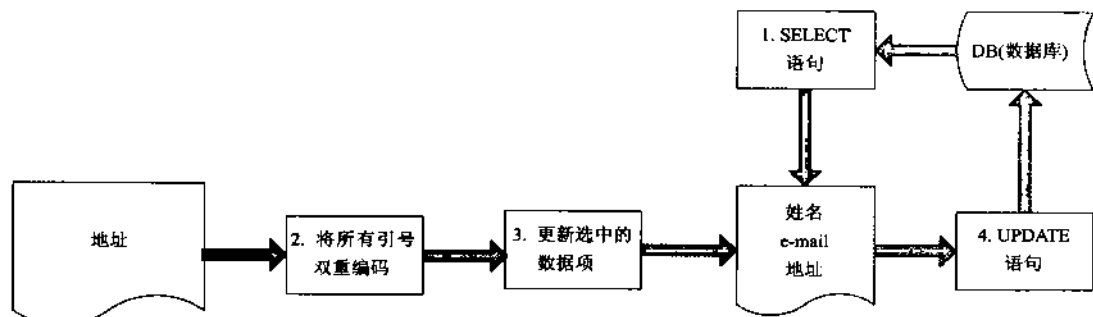 1. SELECT
语句
DB(数据库)
地址
2. 将所有引号
双重编码
3. 更新选中的
数据项
姓名
e-mail
地址
4. UPDATE
语句